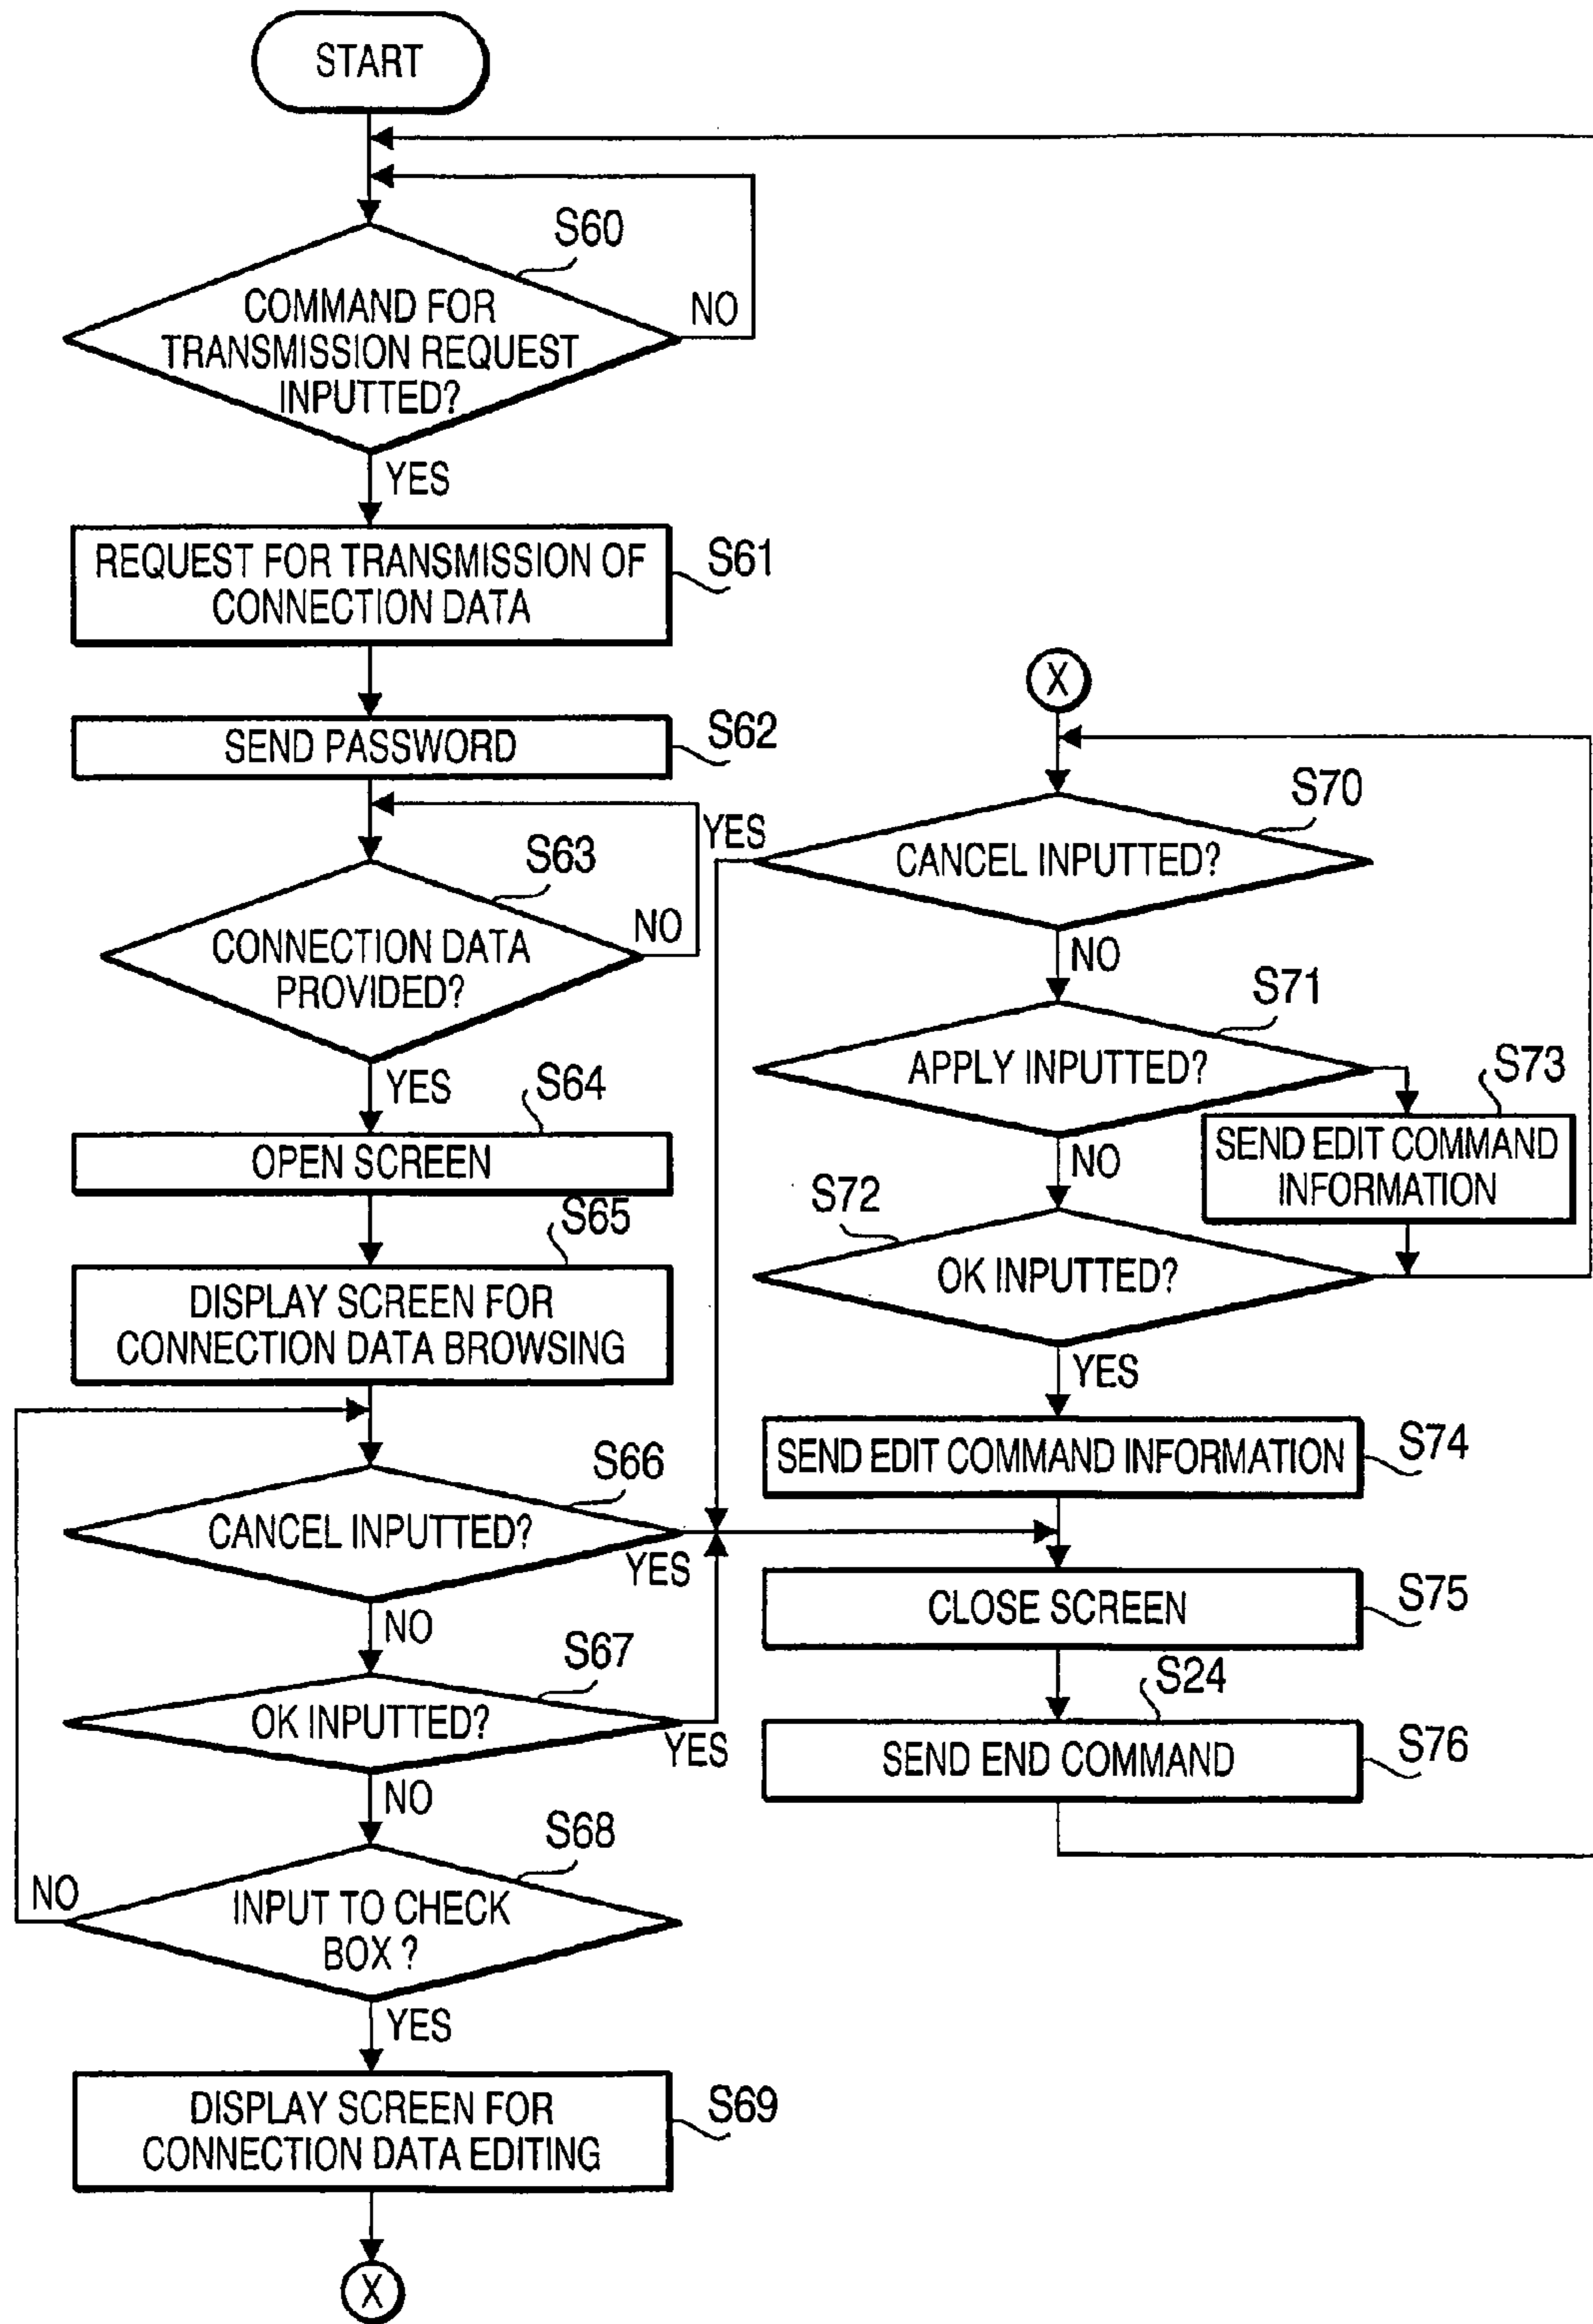 START
S60
COMMAND FOR
TRANSMISSION REQUEST
INPUTTED?
NO
YES
REQUEST FOR TRANSMISSION OF
CONNECTION DATA
S61
SEND PASSWORD
S62
S63
CONNECTION DATA
PROVIDED?
NO
YES
S64
OPEN SCREEN
S65
DISPLAY SCREEN FOR
CONNECTION DATA BROWSING
S66
CANCEL INPUTTED?
YES
NO
S67
OK INPUTTED?
YES
NO
S68
NO
INPUT TO CHECK
BOX ?
YES
DISPLAY SCREEN FOR
CONNECTION DATA EDITING
S69
X
X
S70
YES
CANCEL INPUTTED?
NO
S71
APPLY INPUTTED?
S73
SEND EDIT COMMAND
INFORMATION
NO
S72
OK INPUTTED?
YES
SEND EDIT COMMAND INFORMATION
S74
CLOSE SCREEN
S75
S24
SEND END COMMAND
S76